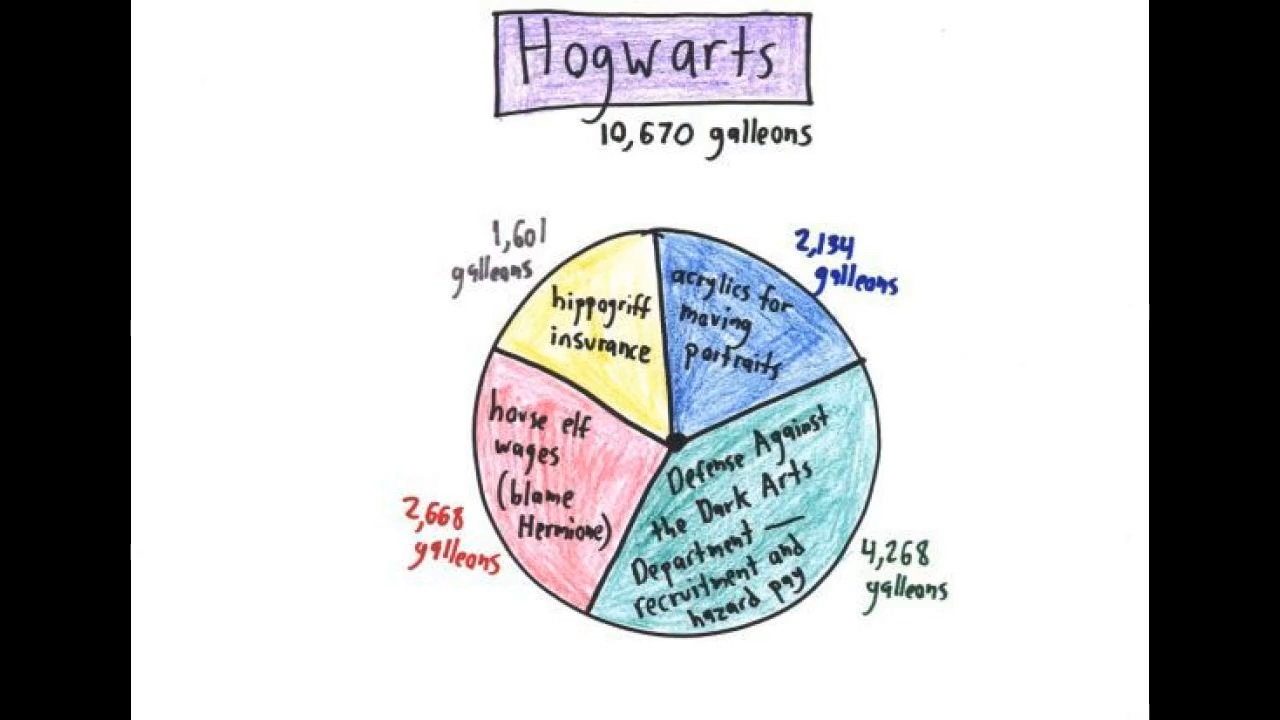 Hogwarts
10,670 galleons
1,601
galleons
2,134
galleons
hippogriff
insurance
acrylics for
moving
portraits
house elf
wages
(blame
Hermione)
2,668
galleons
Defense Against
the Dark Arts
Department —
recruitment and
hazard pay
4,268
galleons